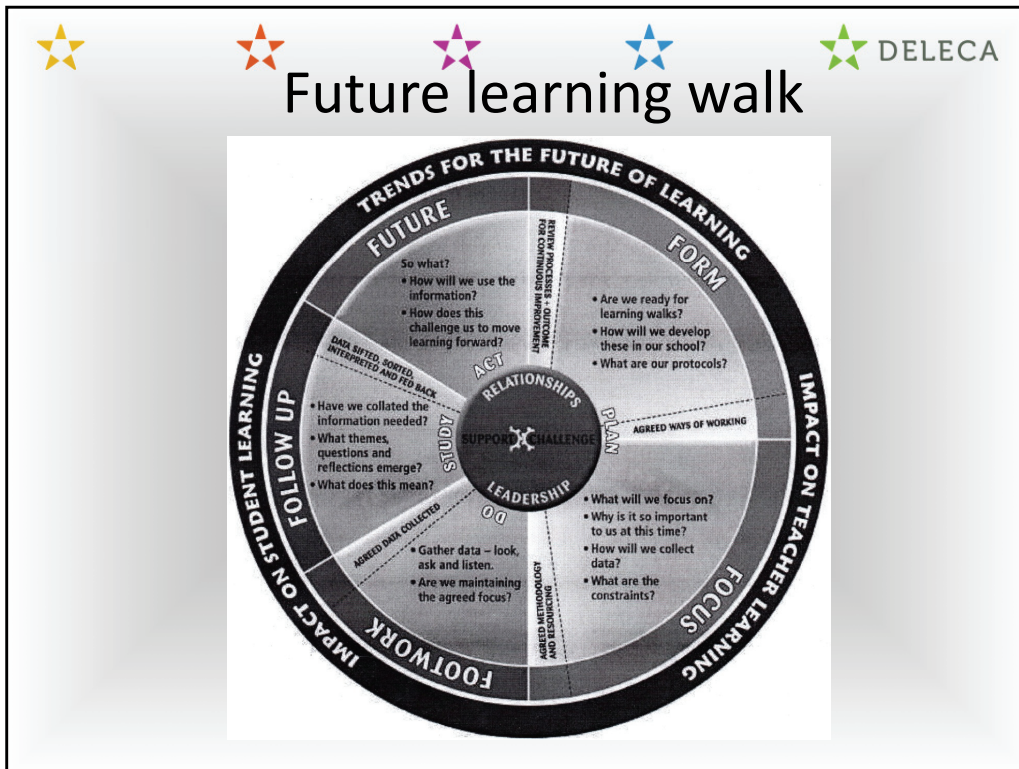 DELECA
Future learning walk
TRENDS FOR THE FUTURE OF LEARNING
IMPACT ON TEACHER LEARNING
IMPACT ON STUDENT LEARNING
FORM
• Are we ready for
learning walks?
• How will we develop
these in our school?
• What are our protocols?
AGREED WAYS OF WORKING
FOCUS
• What will we focus on?
• Why is it so important
to us at this time?
• How will we collect
data?
• What are the
constraints?
AGREED METHODOLOGY
AND RESOURCING
FOOTWORK
• Gather data – look,
ask and listen.
• Are we maintaining
the agreed focus?
AGREED DATA COLLECTED
FOLLOW UP
• Have we collated the
information needed?
• What themes,
questions and
reflections emerge?
• What does this mean?
DATA SIFTED, SORTED,
INTERPRETED AND FED BACK
FUTURE
So what?
• How will we use the
information?
• How does this
challenge us to move
learning forward?
REVIEW PROCESSES + OUTCOME
FOR CONTINUOUS IMPROVEMENT
PLAN
DO
STUDY
ACT
RELATIONSHIPS
SUPPORT CHALLENGE
LEADERSHIP